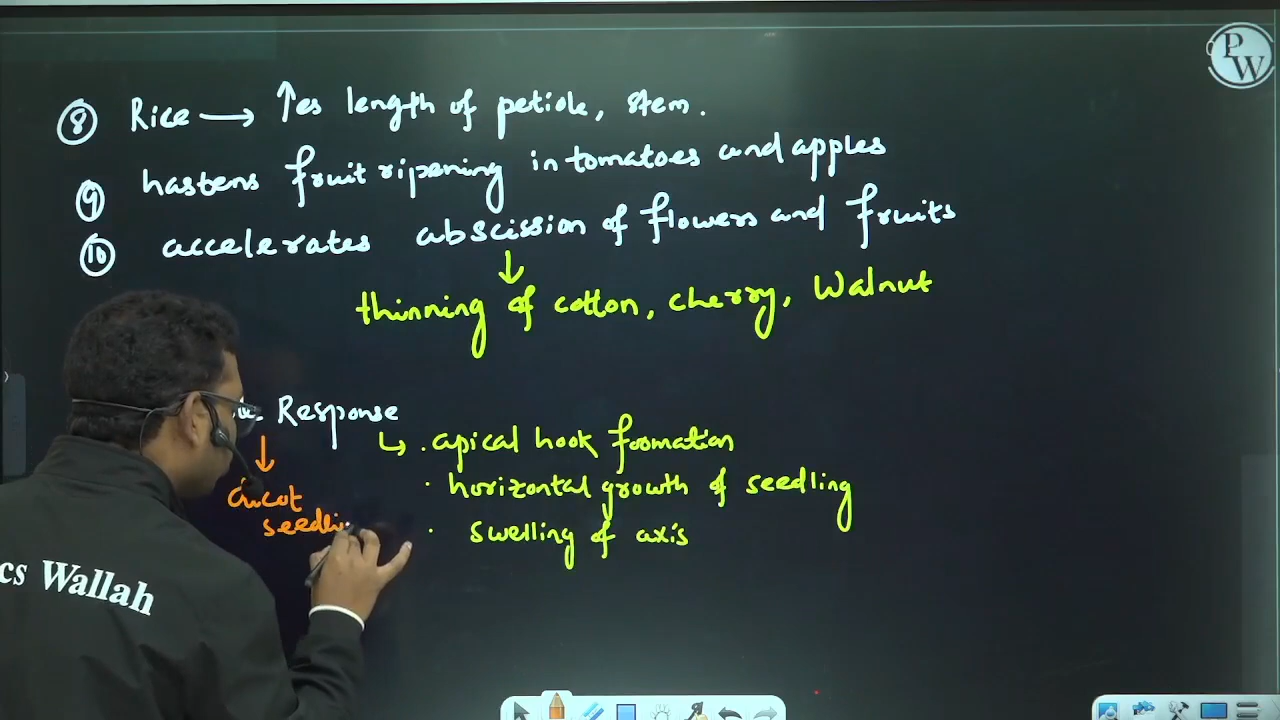 PW
⑧ Rice → ↑es length of petiole, stem.
⑨ hastens fruit ripening in tomatoes and apples
⑩ accelerates abscission of flowers and fruits
↓
thinning of cotton, cherry, Walnut
Response
↳ . apical hook formation
· horizontal growth of seedling
· swelling of axis
↓
dicot
cs Wallah